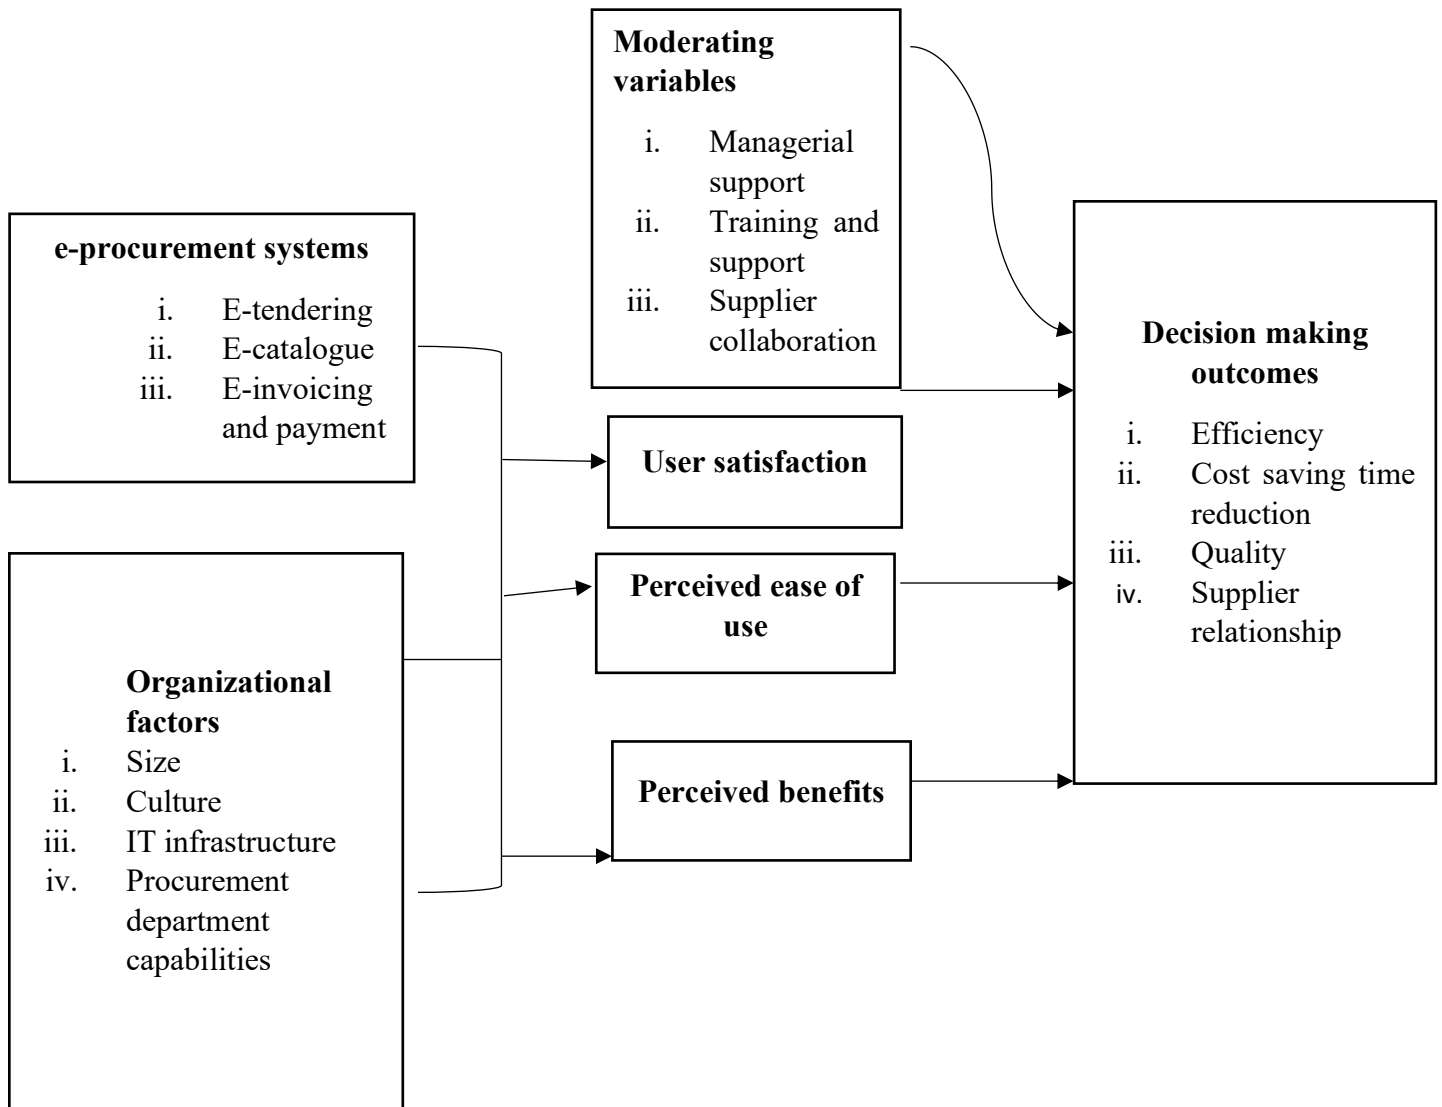 Moderating
variables
i. Managerial
support
ii. Training and
support
iii. Supplier
collaboration
e-procurement systems
i. E-tendering
ii. E-catalogue
iii. E-invoicing
and payment
User satisfaction
Perceived ease of
use
Perceived benefits
Organizational
factors
i. Size
ii. Culture
iii. IT infrastructure
iv. Procurement
department
capabilities
Decision making
outcomes
i. Efficiency
ii. Cost saving time
reduction
iii. Quality
iv. Supplier
relationship